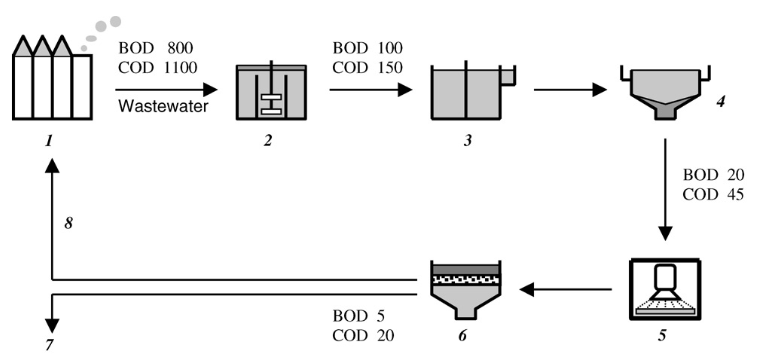 BOD 800
COD 1100
Wastewater
BOD 100
COD 150
1
2
3
4
BOD 20
COD 45
8
7
BOD 5
COD 20
6
5